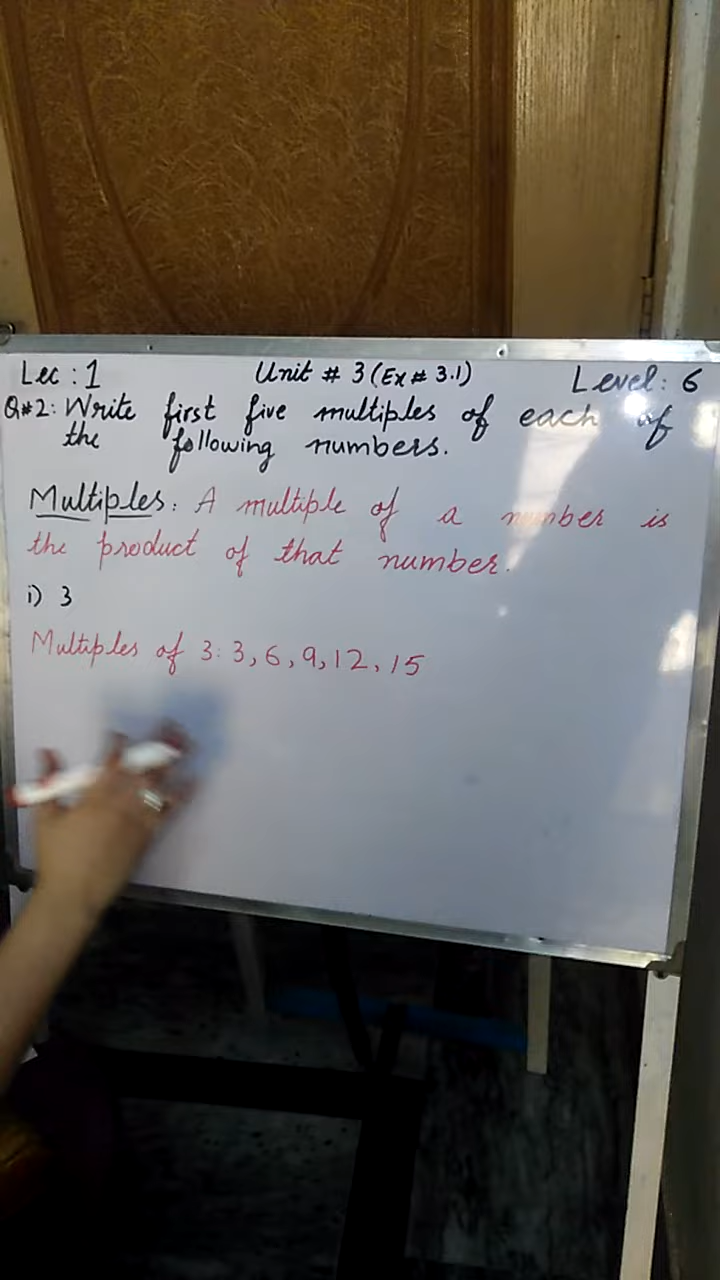 Lec : 1 Unit # 3 (Ex # 3.1) Level : 6
Q#2: Write first five multiples of each of
the following numbers.
Multiples : A multiple of a number is
the product of that number.
i) 3
Multiples of 3 : 3, 6, 9, 12, 15